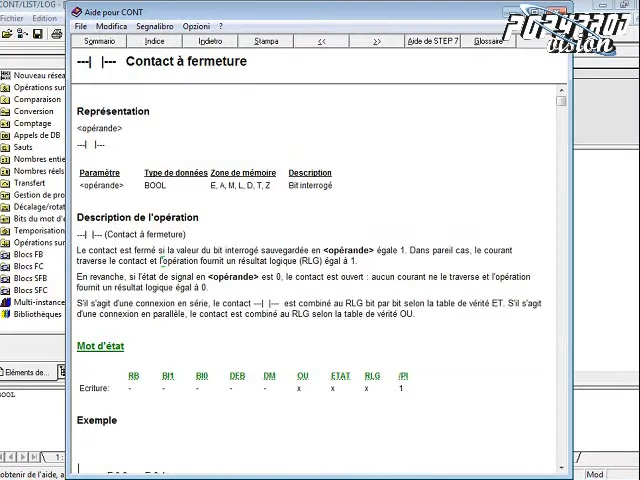 CONT/LIST/LOG -
Edition
Aide pour CONT
File Modifica Segnalibro Opzioni ?
Sommario Indice Indietro Stampa << >> Aide de STEP 7 Glossaire
vision
---| |--- Contact à fermeture
Représentation
<opérande>
---| |---
Paramètre Type de données Zone de mémoire Description
<opérande> BOOL E, A, M, L, D, T, Z Bit interrogé
Description de l'opération
---| |--- (Contact à fermeture)
Le contact est fermé si la valeur du bit interrogé sauvegardée en <opérande> égale 1. Dans pareil cas, le courant
traverse le contact et l'opération fournit un résultat logique (RLG) égal à 1.
En revanche, si l'état de signal en <opérande> est 0, le contact est ouvert : aucun courant ne le traverse et l'opération
fournit un résultat logique égal à 0.
S'il s'agit d'une connexion en série, le contact ---| |--- est combiné au RLG bit par bit selon la table de vérité ET. S'il s'agit
d'une connexion en parallèle, le contact est combiné au RLG selon la table de vérité OU.
Mot d'état
RB BI1 BI0 DEB DM OU ETAT RLG /PI
Ecriture: - - - - - x x x 1
Exemple
Nouveau réseau
Opérations sur
Comparaison
Conversion
Comptage
Appels de DB
Sauts
Nombres entie
Nombres réels
Transfert
Gestion de pro
Décalage/rotat
Bits du mot d'
Temporisation
Opérations sur
Blocs FB
Blocs FC
Blocs SFB
Blocs SFC
Multi-instance
Bibliothèques
Eléments de...
BOOL
1 :
obtenir de l'aide, a
Mod